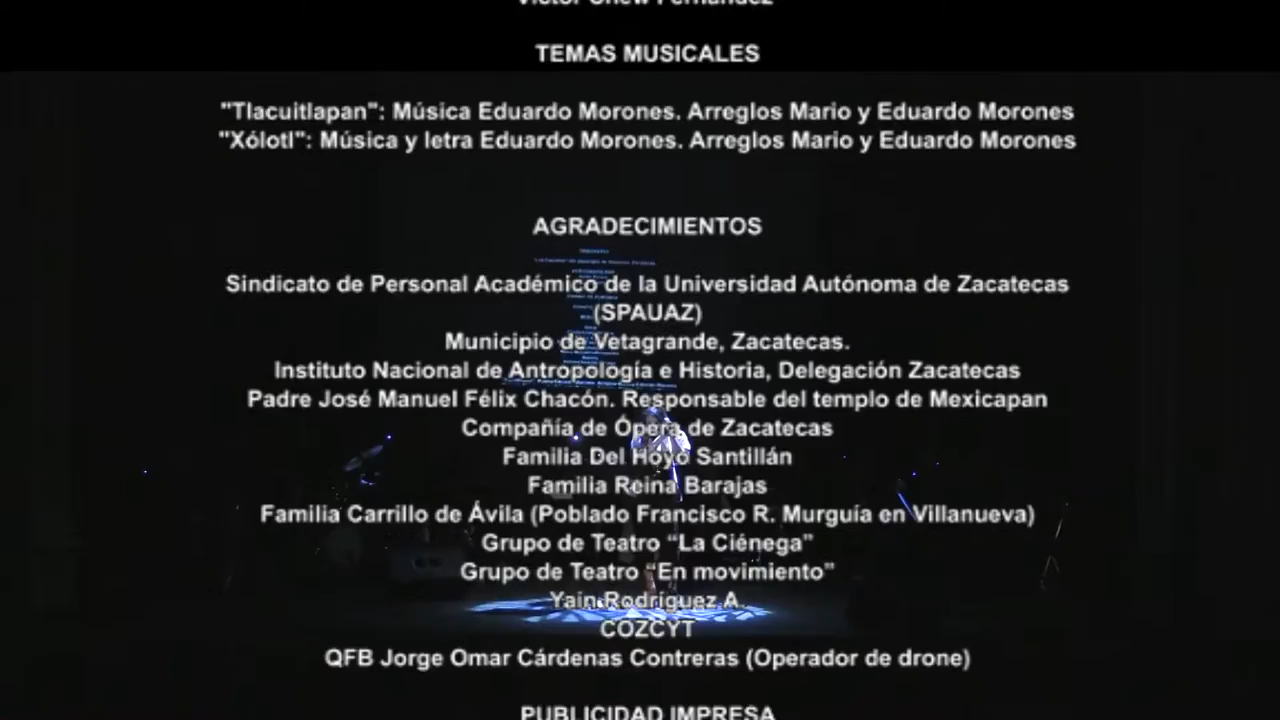 TEMAS MUSICALES
"Tlacuitlapan": Música Eduardo Morones. Arreglos Mario y Eduardo Morones
"Xólotl": Música y letra Eduardo Morones. Arreglos Mario y Eduardo Morones
AGRADECIMIENTOS
Sindicato de Personal Académico de la Universidad Autónoma de Zacatecas
(SPAUAZ)
Municipio de Vetagrande, Zacatecas.
Instituto Nacional de Antropología e Historia, Delegación Zacatecas
Padre José Manuel Félix Chacón. Responsable del templo de Mexicapan
Compañía de Ópera de Zacatecas
Familia Del Hoyo Santillán
Familia Reina Barajas
Familia Carrillo de Ávila (Poblado Francisco R. Murguía en Villanueva)
Grupo de Teatro “La Ciénega”
Grupo de Teatro “En movimiento”
Yain Rodríguez A.
COZCYT
QFB Jorge Omar Cárdenas Contreras (Operador de drone)
PUBLICIDAD IMPRESA